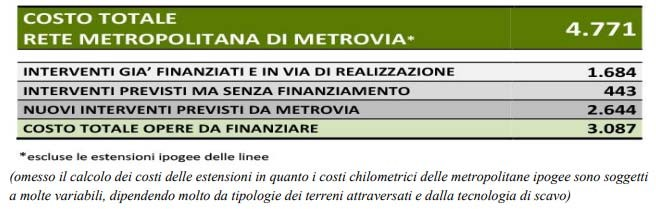 COSTO TOTALE
RETE METROPOLITANA DI METROVIA* 4.771
INTERVENTI GIA' FINANZIATI E IN VIA DI REALIZZAZIONE 1.684
INTERVENTI PREVISTI MA SENZA FINANZIAMENTO 443
NUOVI INTERVENTI PREVISTI DA METROVIA 2.644
COSTO TOTALE OPERE DA FINANZIARE 3.087
*escluse le estensioni ipogee delle linee
(omesso il calcolo dei costi delle estensioni in quanto i costi chilometrici delle metropolitane ipogee sono soggetti
a molte variabili, dipendendo molto da tipologie dei terreni attraversati e dalla tecnologia di scavo)